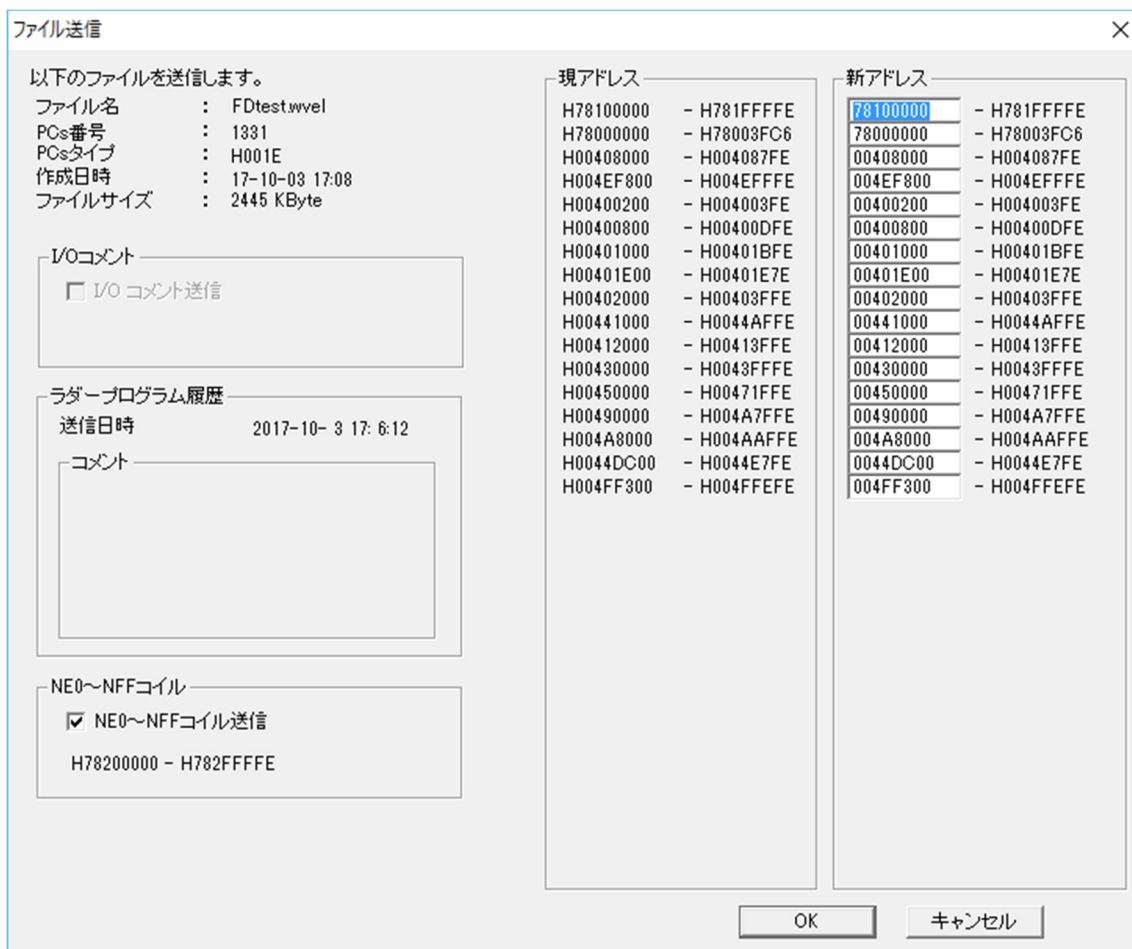 ファイル送信
以下のファイルを送信します。
ファイル名 : FDtest.wvel
PCs番号 : 1331
PCsタイプ : H001E
作成日時 : 17-10-03 17:08
ファイルサイズ : 2445 KByte
I/Oコメント
I/O コメント送信
ラダープログラム履歴
送信日時 2017-10- 3 17: 6:12
コメント
NE0～NFFコイル
NE0～NFFコイル送信
H78200000 - H782FFFFE
現アドレス
H78100000 - H781FFFFE
H78000000 - H78003FC6
H00408000 - H004087FE
H004EF800 - H004EFFFE
H00400200 - H004003FE
H00400800 - H00400DFE
H00401000 - H00401BFE
H00401E00 - H00401E7E
H00402000 - H00403FFE
H00441000 - H0044AFFE
H00412000 - H00413FFE
H00430000 - H0043FFFE
H00450000 - H00471FFE
H00490000 - H004A7FFE
H004A8000 - H004AAFFE
H0044DC00 - H0044E7FE
H004FF300 - H004FFEFE
新アドレス
78100000 - H781FFFFE
78000000 - H78003FC6
00408000 - H004087FE
004EF800 - H004EFFFE
00400200 - H004003FE
00400800 - H00400DFE
00401000 - H00401BFE
00401E00 - H00401E7E
00402000 - H00403FFE
00441000 - H0044AFFE
00412000 - H00413FFE
00430000 - H0043FFFE
00450000 - H00471FFE
00490000 - H004A7FFE
004A8000 - H004AAFFE
0044DC00 - H0044E7FE
004FF300 - H004FFEFE
OK
キャンセル